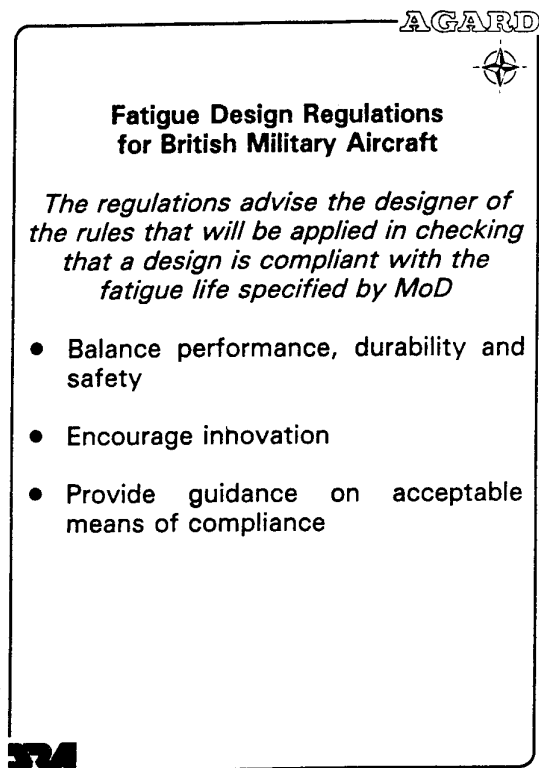 AGARD
Fatigue Design Regulations
for British Military Aircraft
The regulations advise the designer of
the rules that will be applied in checking
that a design is compliant with the
fatigue life specified by MoD
● Balance performance, durability and
safety
● Encourage innovation
● Provide guidance on acceptable
means of compliance